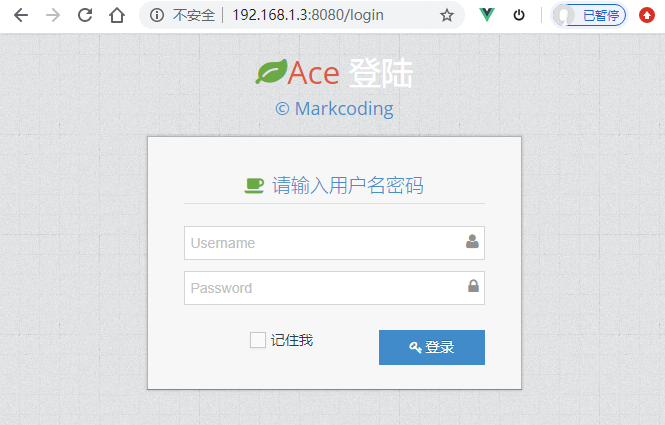 不安全 192.168.1.3:8080/login 已暂停
Ace 登陆
© Markcoding
请输入用户名密码
Username
Password
记住我 登录